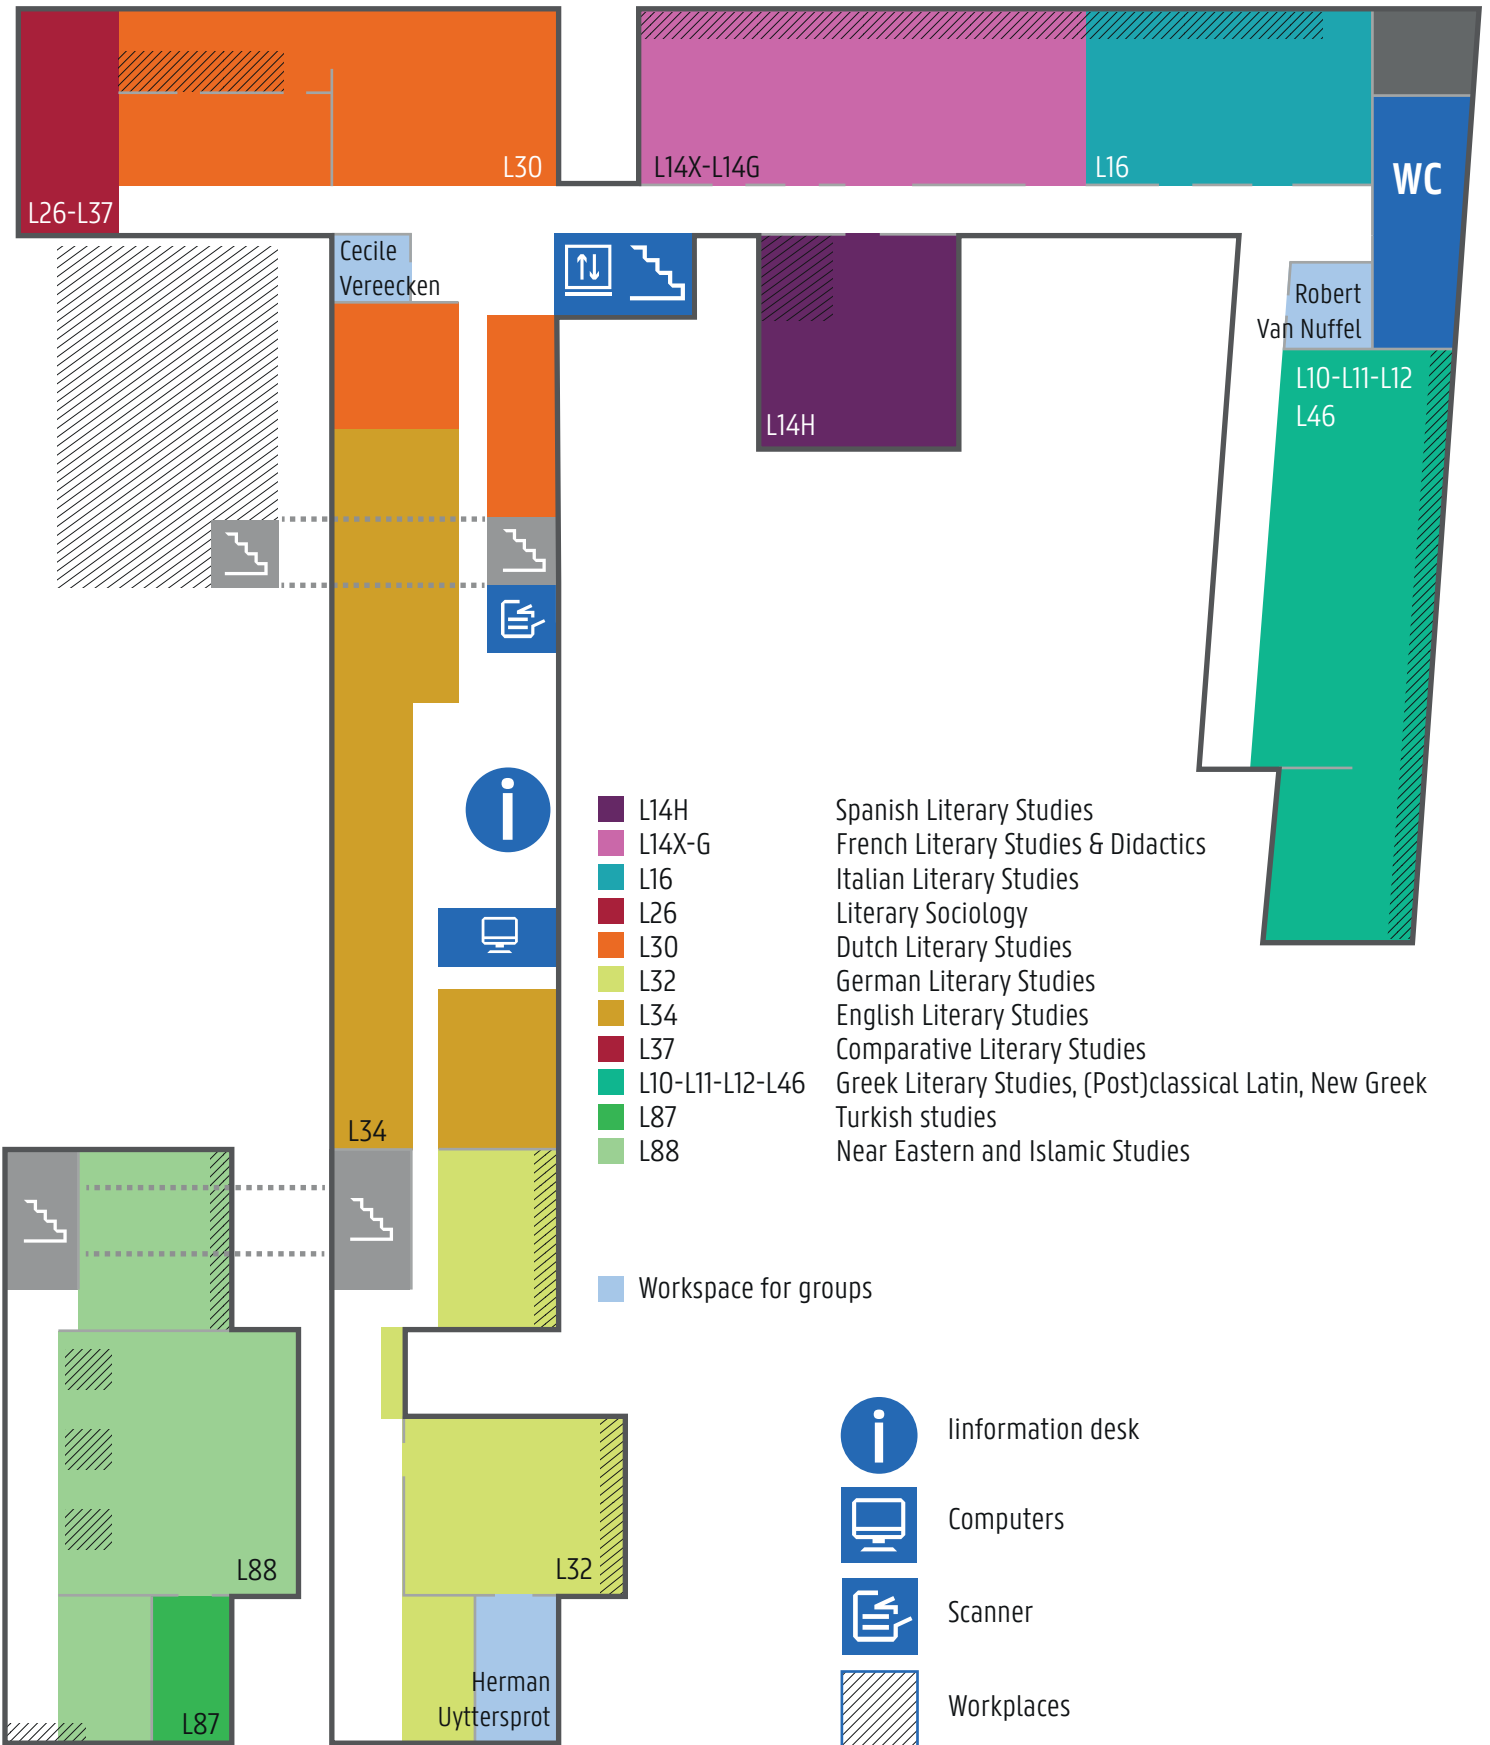 L30
L14X-L14G
L16
WC
L26-L37
Cecile
Vereecken
Robert
Van Nuffel
L10-L11-L12
L46
L14H
L14H Spanish Literary Studies
L14X-G French Literary Studies & Didactics
L16 Italian Literary Studies
L26 Literary Sociology
L30 Dutch Literary Studies
L32 German Literary Studies
L34 English Literary Studies
L37 Comparative Literary Studies
L10-L11-L12-L46 Greek Literary Studies, (Post)classical Latin, New Greek
L87 Turkish studies
L88 Near Eastern and Islamic Studies
L34
Workspace for groups
i
i
Iinformation desk
Computers
L88
L32
Scanner
Herman
Uyttersprot
L87
Workplaces